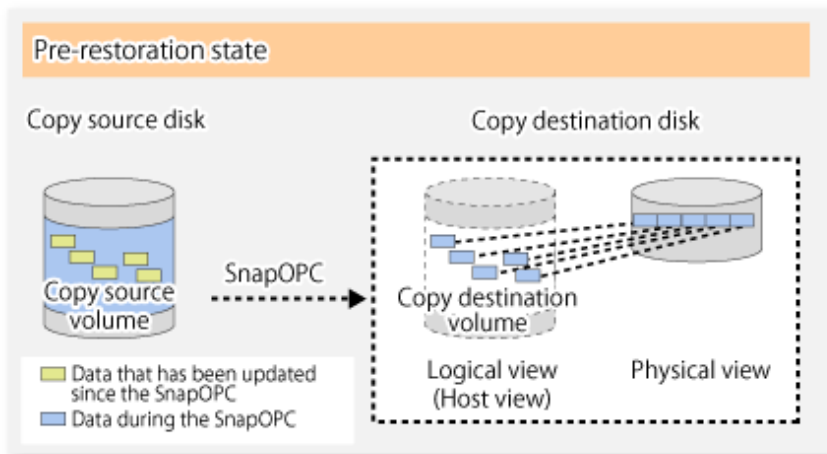 Pre-restoration state
Copy source disk
Copy destination disk
SnapOPC
Copy source
volume
Copy destination
volume
Logical view
(Host view)
Physical view
Data that has been updated
since the SnapOPC
Data during the SnapOPC